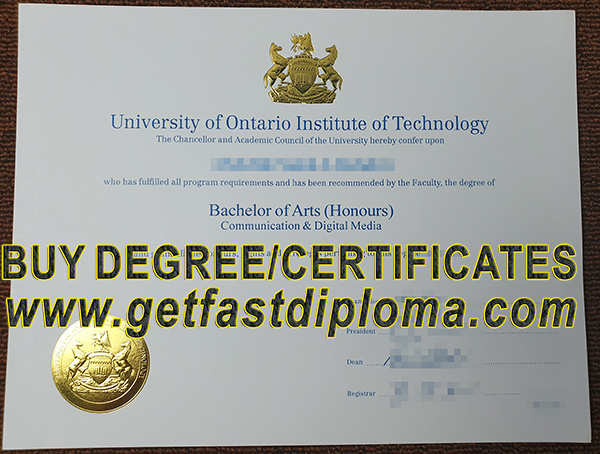 University of Ontario Institute of Technology
The Chancellor and Academic Council of the University hereby confer upon
who has fulfilled all program requirements and has been recommended by the Faculty, the degree of
Bachelor of Arts (Honours)
Communication & Digital Media
BUY DEGREE/CERTIFICATES
www.getfastdiploma.com
President
Dean
Registrar